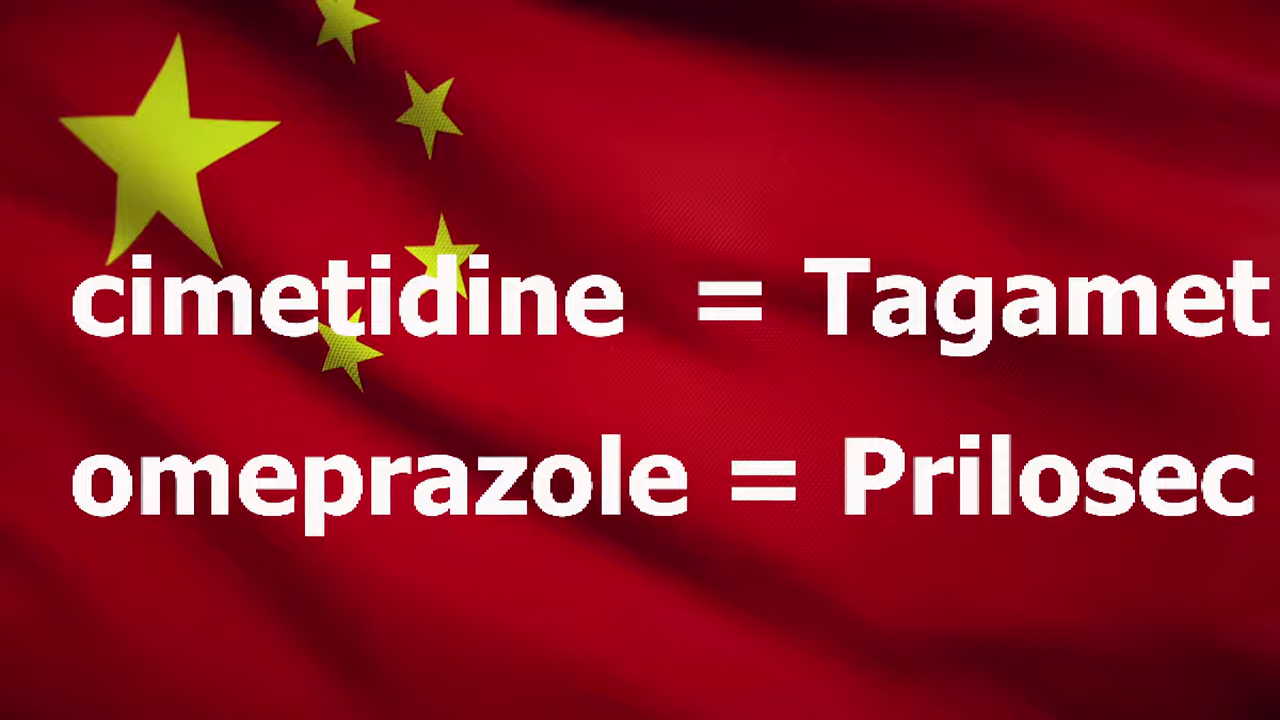 cimetidine = Tagamet
omeprazole = Prilosec